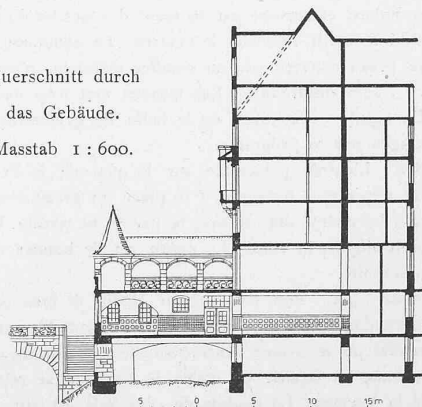 uerschnitt durch
das Gebäude.
Masstab 1 : 600.
5 0 5 10 15 m